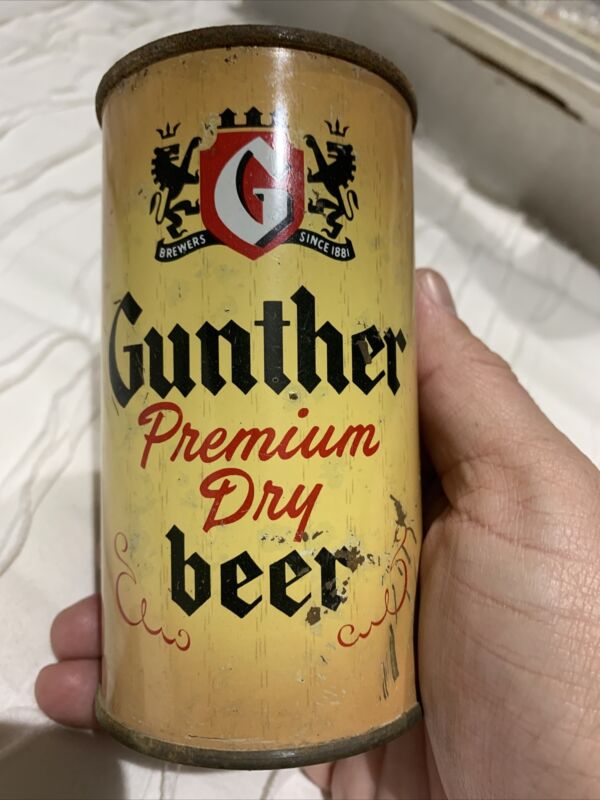 G
BREWERS SINCE 1881
Gunther
Premium
Dry
beer